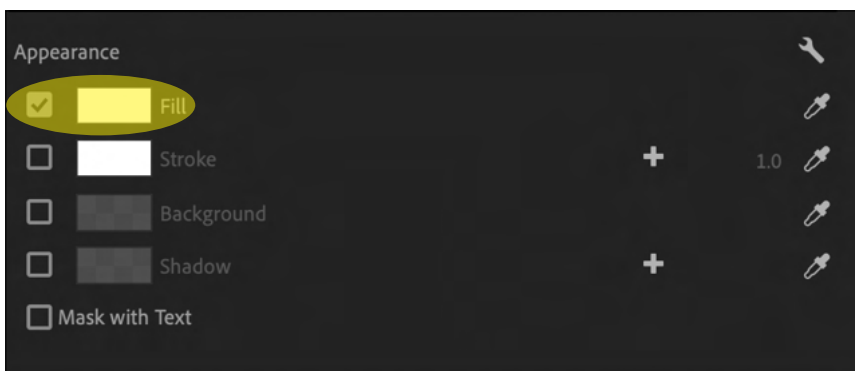 Appearance
Fill
Stroke 1.0
Background
Shadow
Mask with Text